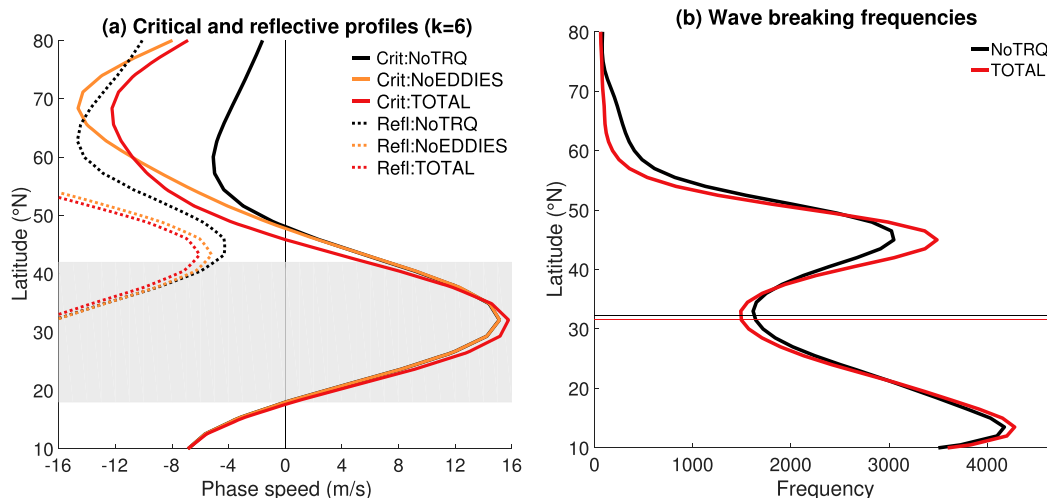 (a) Critical and reflective profiles (k=6)
80
70
60
50
40
30
20
10
Latitude (°N)
-16
-12
-8
-4
0
4
8
12
16
Phase speed (m/s)
Crit:NoTRQ
Crit:NoEDDIES
Crit:TOTAL
Refl:NoTRQ
Refl:NoEDDIES
Refl:TOTAL
(b) Wave breaking frequencies
80
70
60
50
40
30
20
10
Latitude (°N)
0
1000
2000
3000
4000
Frequency
NoTRQ
TOTAL